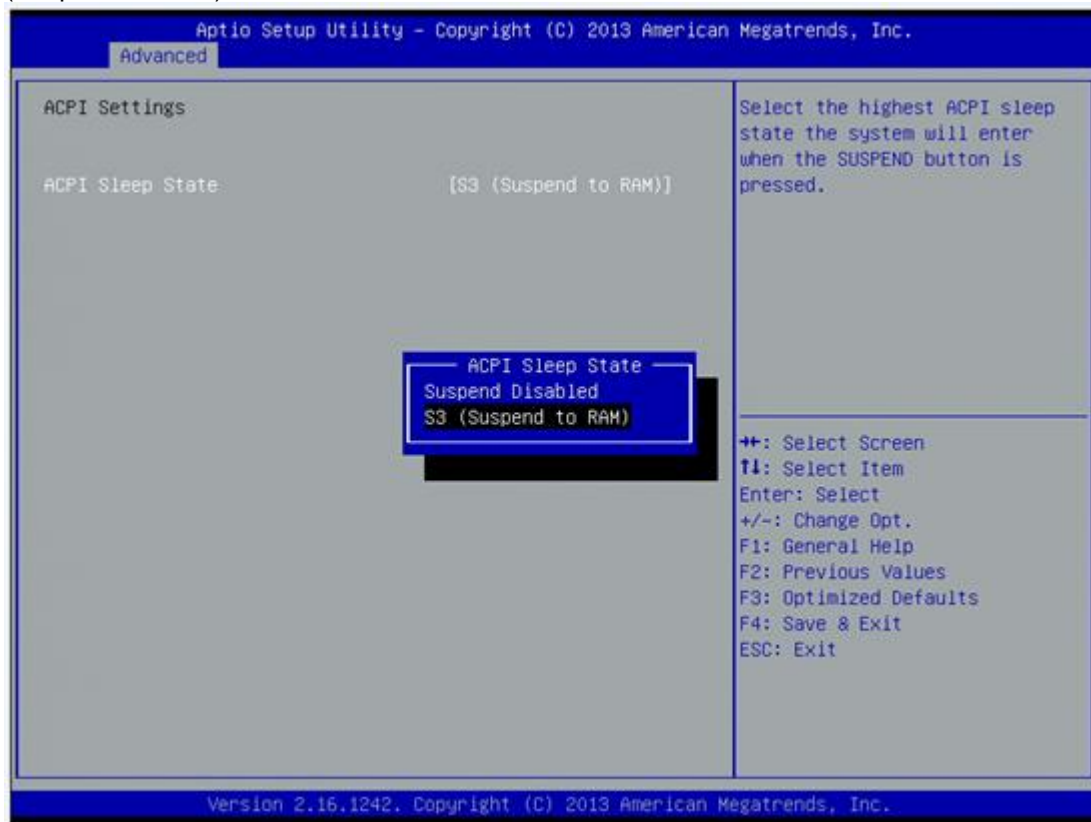 Aptio Setup Utility – Copyright (C) 2013 American Megatrends, Inc.
Advanced
ACPI Settings
ACPI Sleep State [S3 (Suspend to RAM)]
Select the highest ACPI sleep
state the system will enter
when the SUSPEND button is
pressed.
ACPI Sleep State
Suspend Disabled
S3 (Suspend to RAM)
→←: Select Screen
↑↓: Select Item
Enter: Select
+/-: Change Opt.
F1: General Help
F2: Previous Values
F3: Optimized Defaults
F4: Save & Exit
ESC: Exit
Version 2.16.1242. Copyright (C) 2013 American Megatrends, Inc.